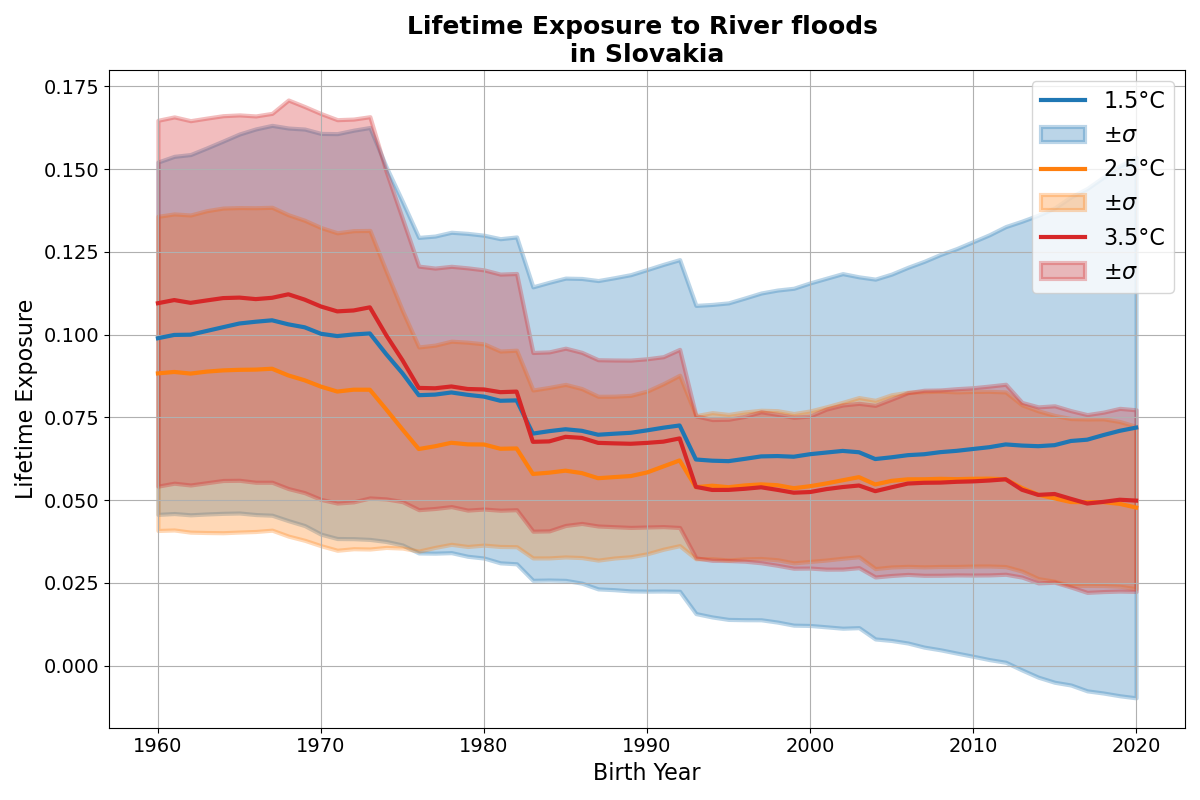 Lifetime Exposure to River floods
in Slovakia
Lifetime Exposure
0.175
0.150
0.125
0.100
0.075
0.050
0.025
0.000
1.5°C
±σ
2.5°C
±σ
3.5°C
±σ
1960 1970 1980 1990 2000 2010 2020
Birth Year